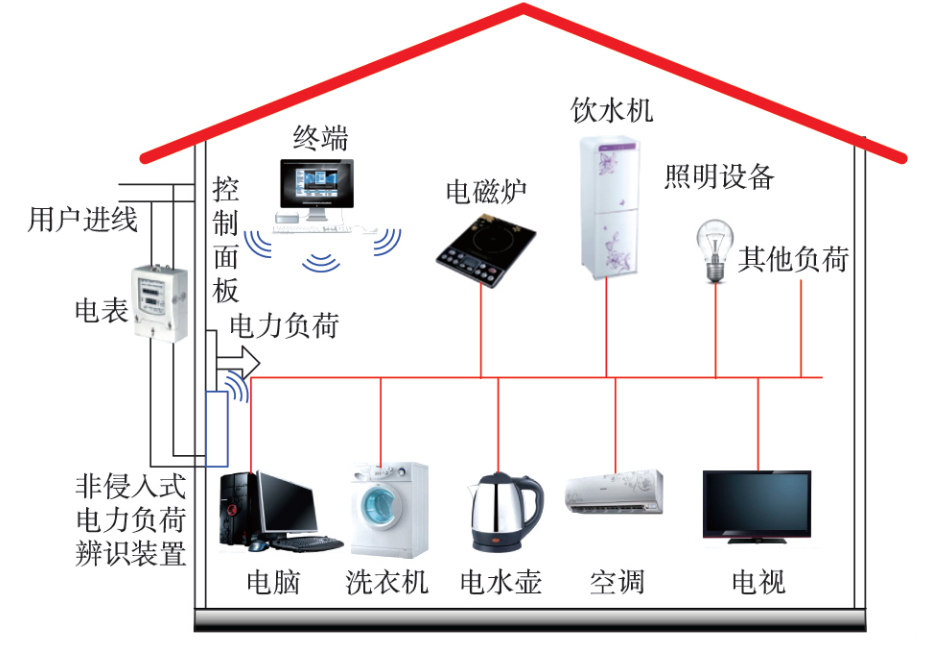 饮水机
终端
照明设备
电磁炉
控
制
面
板
用户进线
其他负荷
电表
电力负荷
非侵入式
电力负荷
辨识装置
电脑
洗衣机
电水壶
空调
电视